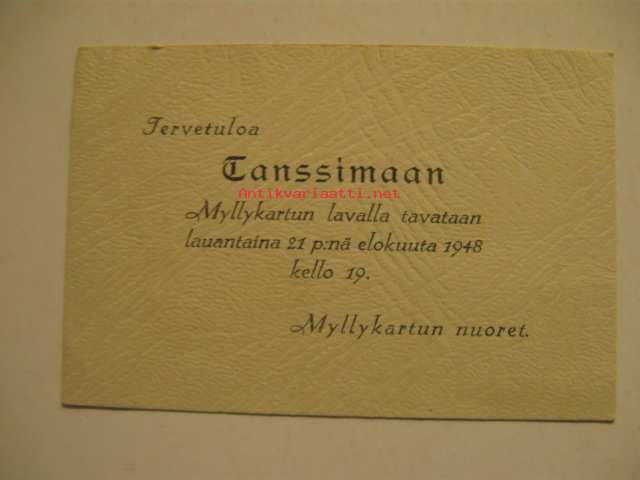 Tervetuloa
Tanssimaan
Antikvariaatti.net
Myllykartun lavalla tavataan
lauantaina 21 p:nä elokuuta 1948
kello 19.
Myllykartun nuoret.